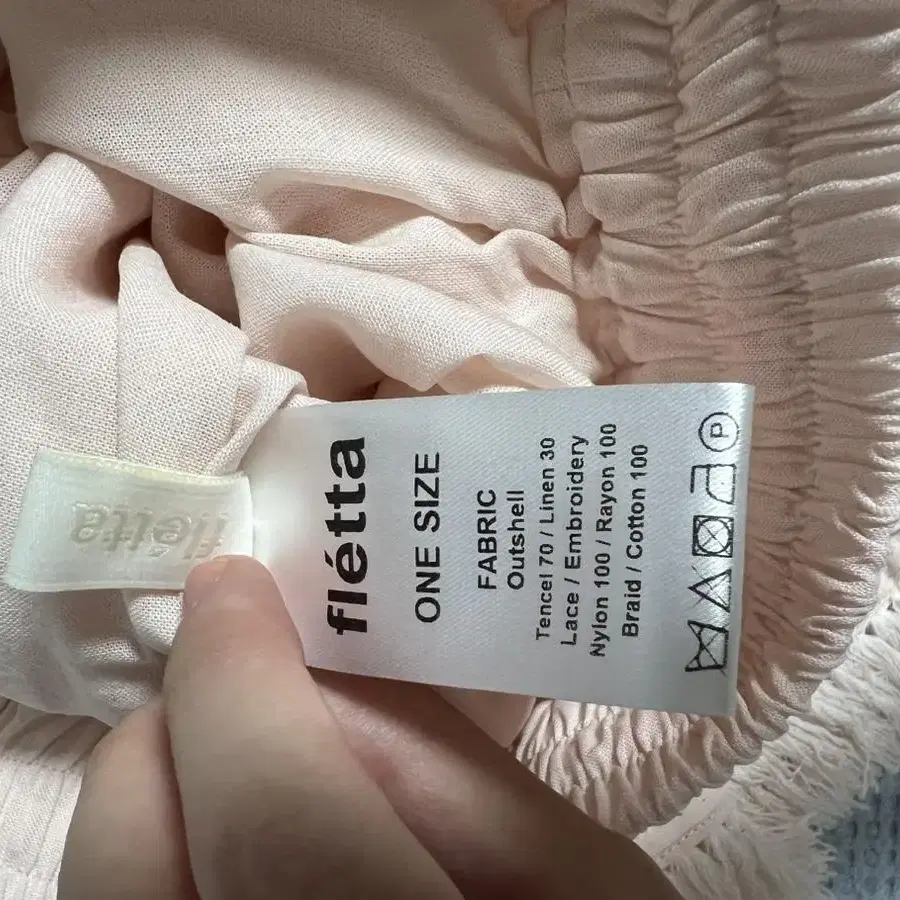 flétta
flétta
ONE SIZE
FABRIC
Outshell
Tencel 70 / Linen 30
Lace / Embroidery
Nylon 100 / Rayon 100
Braid / Cotton 100
P